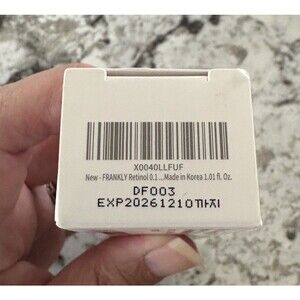 X0040LLFUF
New - FRANKLY Retinol 0.1 ...Made in Korea 1.01 fl. Oz.
DF003
EXP20261210까지